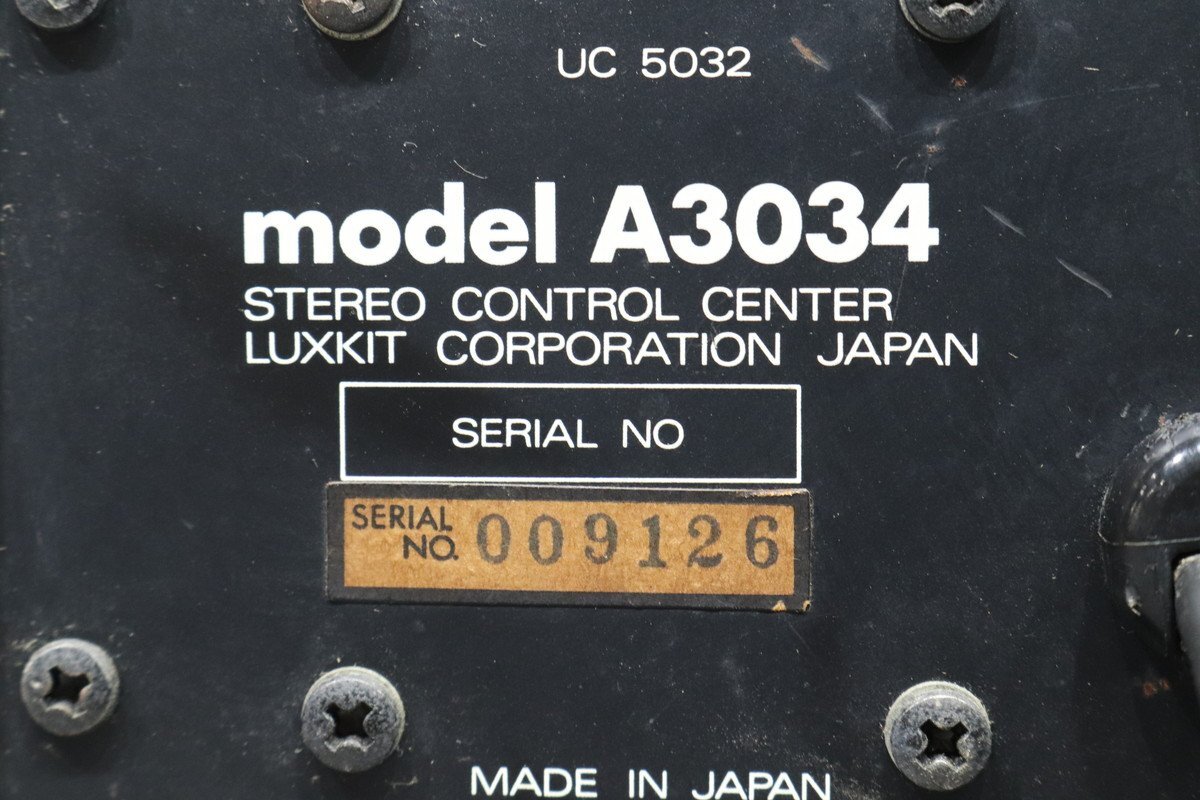 UC 5032
model A3034
STEREO CONTROL CENTER
LUXKIT CORPORATION JAPAN
SERIAL NO
SERIAL
NO. 009126
MADE IN JAPAN